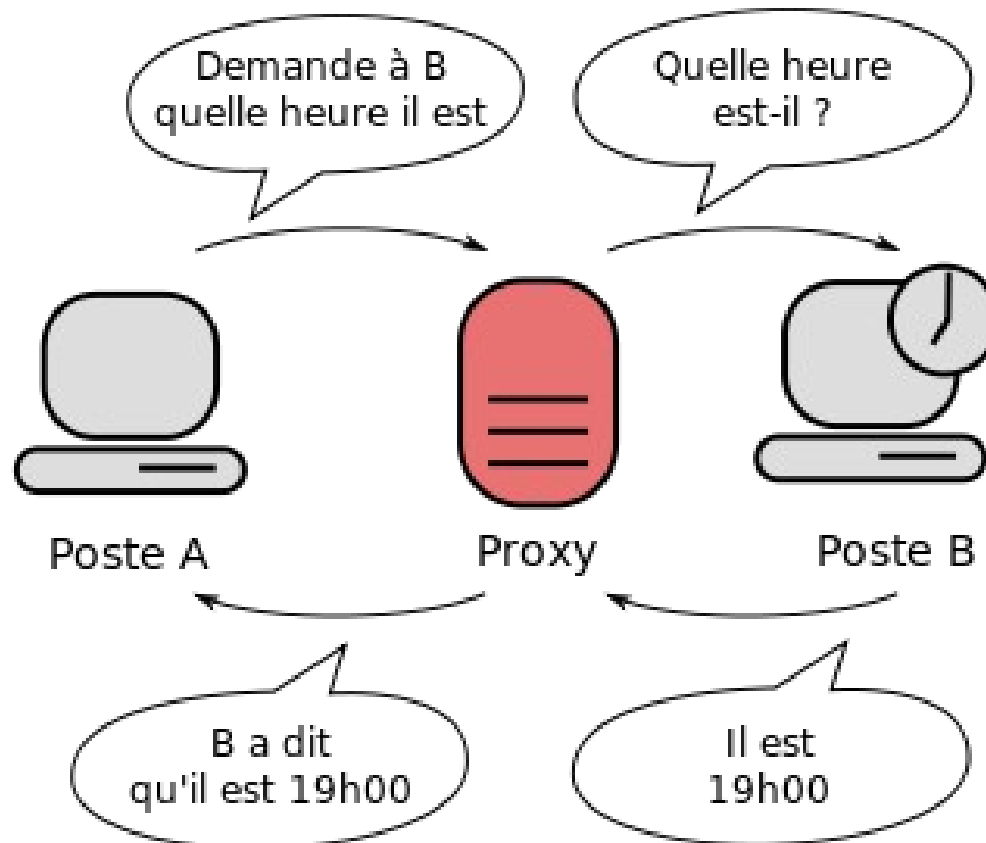 Demande à B
quelle heure il est
Quelle heure
est-il ?
Poste A
Proxy
Poste B
B a dit
qu'il est 19h00
Il est
19h00